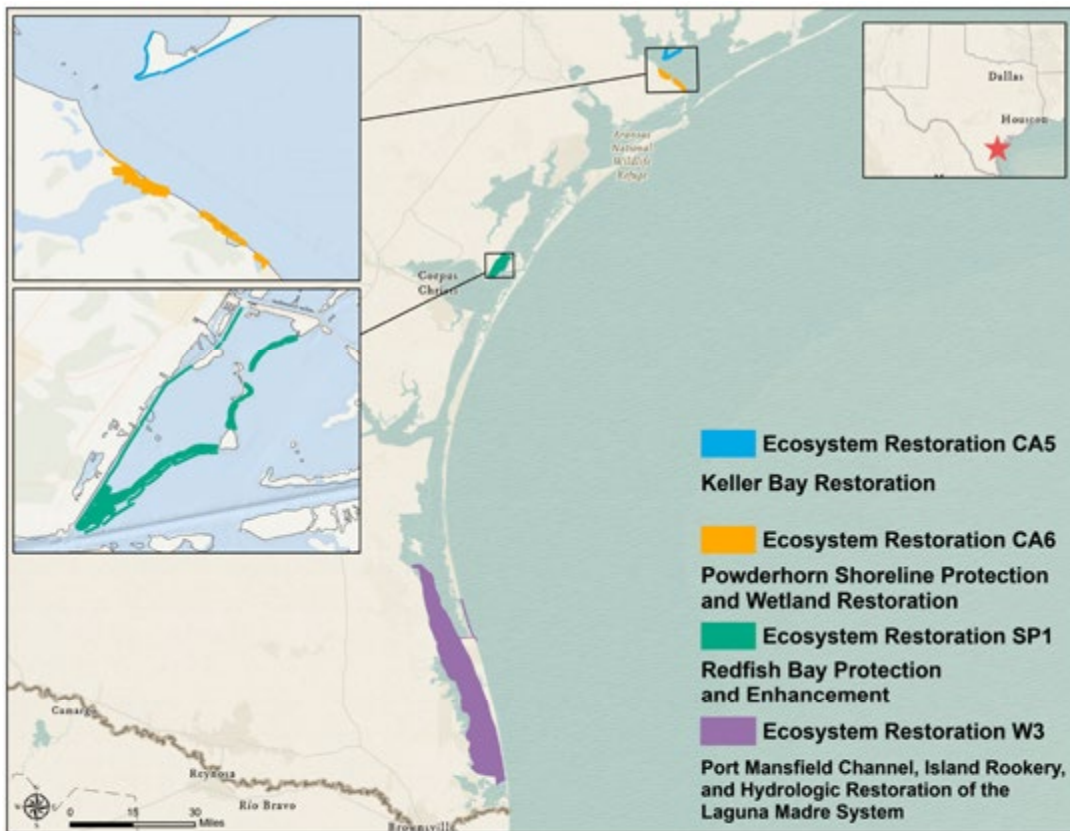 Dallas
Houston
Aransas
National
Wildlife
Refuge
Corpus
Christi
Ecosystem Restoration CA5
Keller Bay Restoration
Ecosystem Restoration CA6
Powderhorn Shoreline Protection
and Wetland Restoration
Ecosystem Restoration SP1
Redfish Bay Protection
and Enhancement
Ecosystem Restoration W3
Port Mansfield Channel, Island Rookery,
and Hydrologic Restoration of the
Laguna Madre System
Camargo
Reynosa
Río Bravo
Brownsville
0 15 30
Miles